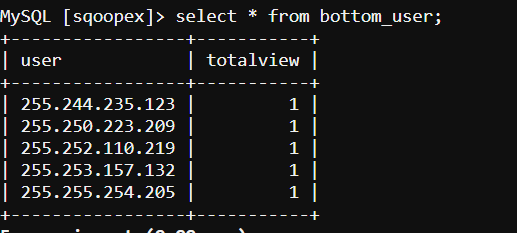 MySQL [sqoopex]> select * from bottom_user;
+-----------------+-----------+
| user            | totalview |
+-----------------+-----------+
| 255.244.235.123 |         1 |
| 255.250.223.209 |         1 |
| 255.252.110.219 |         1 |
| 255.253.157.132 |         1 |
| 255.255.254.205 |         1 |
+-----------------+-----------+